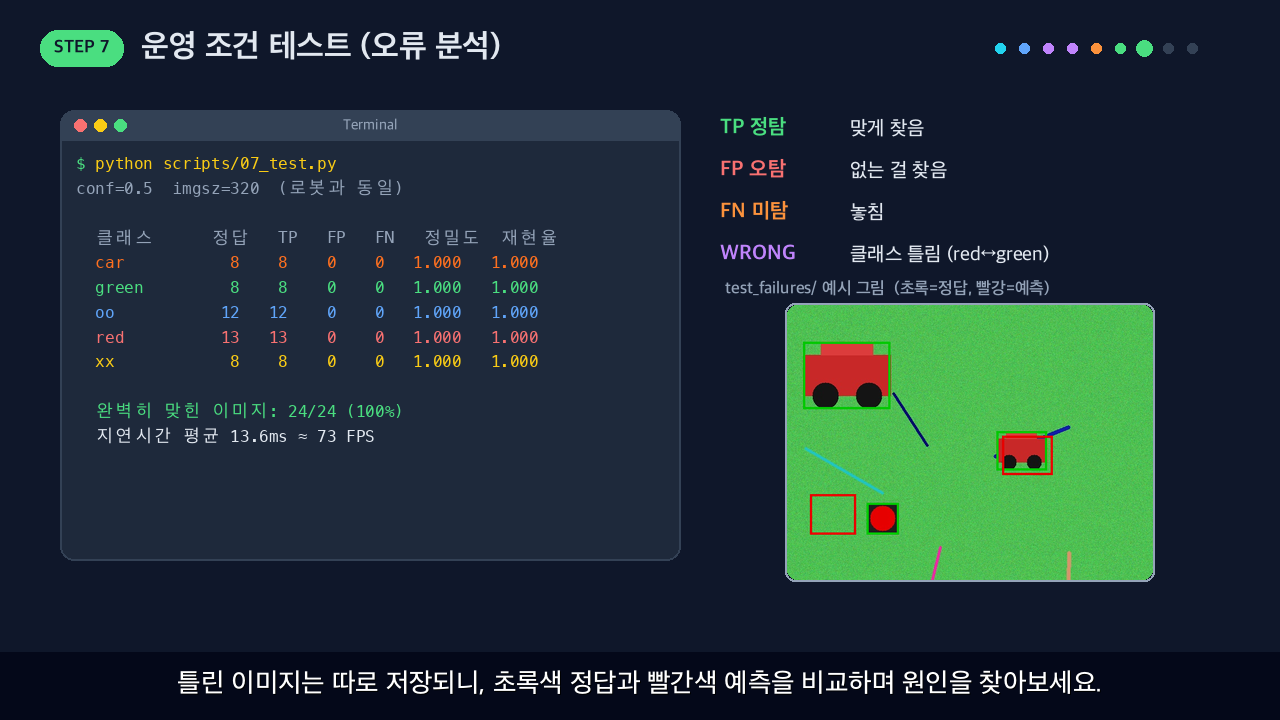 STEP 7
운영 조건 테스트 (오류 분석)
Terminal
$ python scripts/07_test.py
conf=0.5 imgsz=320 (로봇과 동일)
클래스 정답 TP FP FN 정밀도 재현율
car 8 8 0 0 1.000 1.000
green 8 8 0 0 1.000 1.000
oo 12 12 0 0 1.000 1.000
red 13 13 0 0 1.000 1.000
xx 8 8 0 0 1.000 1.000
완벽히 맞힌 이미지: 24/24 (100%)
지연시간 평균 13.6ms ≈ 73 FPS
TP 정탐 맞게 찾음
FP 오탐 없는 걸 찾음
FN 미탐 놓침
WRONG 클래스 틀림 (red↔green)
test_failures/ 예시 그림 (초록=정답, 빨강=예측)
틀린 이미지는 따로 저장되니, 초록색 정답과 빨간색 예측을 비교하며 원인을 찾아보세요.